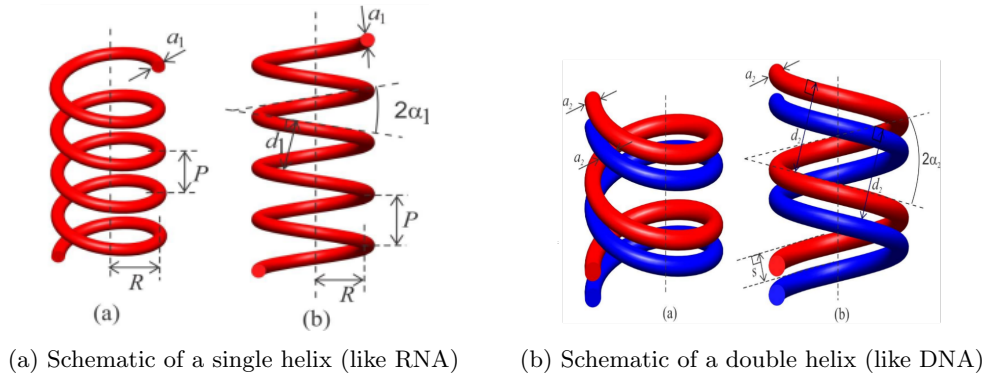 a₁
P
R
(a)
a₁
2α₁
d₁
P
R
(b)
a₂
a₂
(a)
a₂
d₂
d₂
2α₂
s
(b)
(a) Schematic of a single helix (like RNA)
(b) Schematic of a double helix (like DNA)